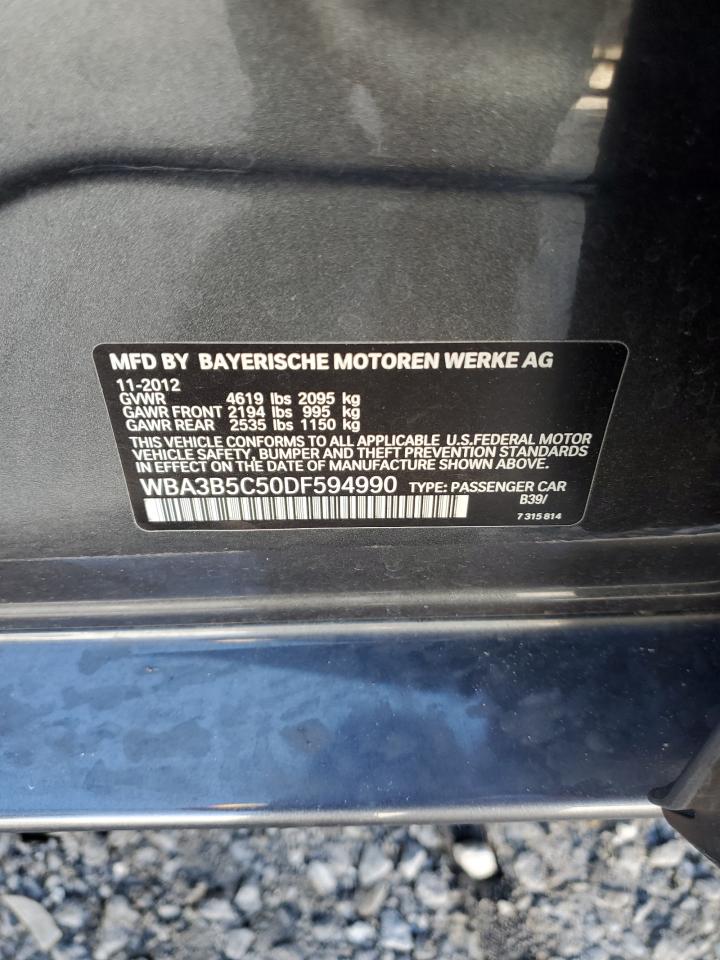 MFD BY BAYERISCHE MOTOREN WERKE AG
11-2012
GVWR 4619 lbs 2095 kg
GAWR FRONT 2194 lbs 995 kg
GAWR REAR 2535 lbs 1150 kg
THIS VEHICLE CONFORMS TO ALL APPLICABLE U.S.FEDERAL MOTOR
VEHICLE SAFETY, BUMPER AND THEFT PREVENTION STANDARDS
IN EFFECT ON THE DATE OF MANUFACTURE SHOWN ABOVE.
WBA3B5C50DF594990 TYPE: PASSENGER CAR
B39/
7 315 814